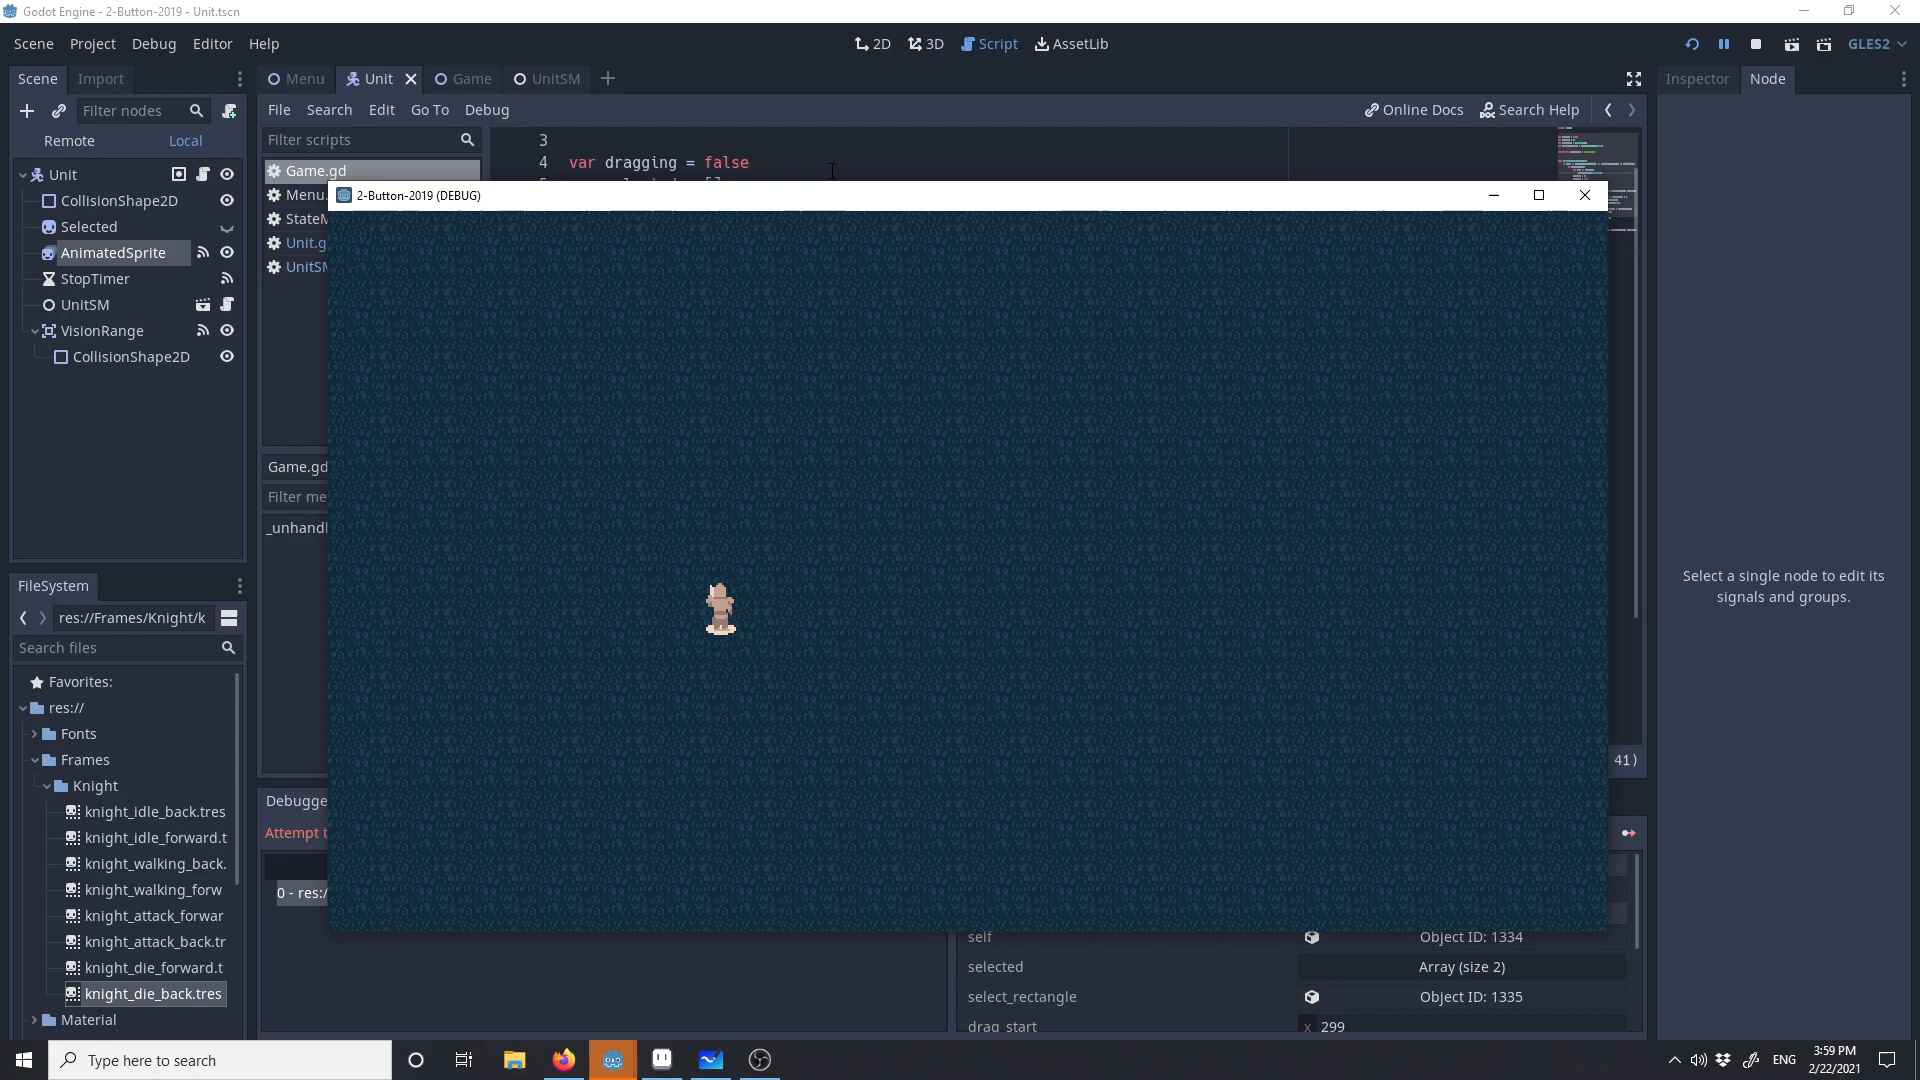 Godot Engine - 2-Button-2019 - Unit.tscn
Scene Project Debug Editor Help
2D 3D Script AssetLib
GLES2
Scene Import
Menu Unit Game UnitSM
Inspector Node
Filter nodes
File Search Edit Go To Debug
Online Docs Search Help
Remote Local
Filter scripts
3
4 var dragging = false
Unit
CollisionShape2D
Selected
AnimatedSprite
StopTimer
UnitSM
VisionRange
CollisionShape2D
Game.gd
Menu.
StateM
Unit.g
UnitSM
2-Button-2019 (DEBUG)
Game.gd
Filter me
_unhandl
Select a single node to edit its
signals and groups.
FileSystem
res://Frames/Knight/k
Search files
Favorites:
res://
Fonts
Frames
Knight
knight_idle_back.tres
knight_idle_forward.t
knight_walking_back.
knight_walking_forw
knight_attack_forwar
knight_attack_back.tr
knight_die_forward.t
knight_die_back.tres
Material
41)
Debugge
Attempt t
0 - res:/
self Object ID: 1334
selected Array (size 2)
select_rectangle Object ID: 1335
drag_start x 299
Type here to search
ENG
3:59 PM
2/22/2021